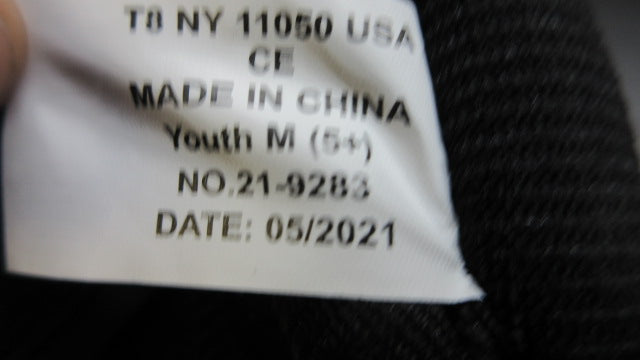 T8 NY 11050 USA
CE
MADE IN CHINA
Youth M (5+)
NO.21-9283
DATE: 05/2021